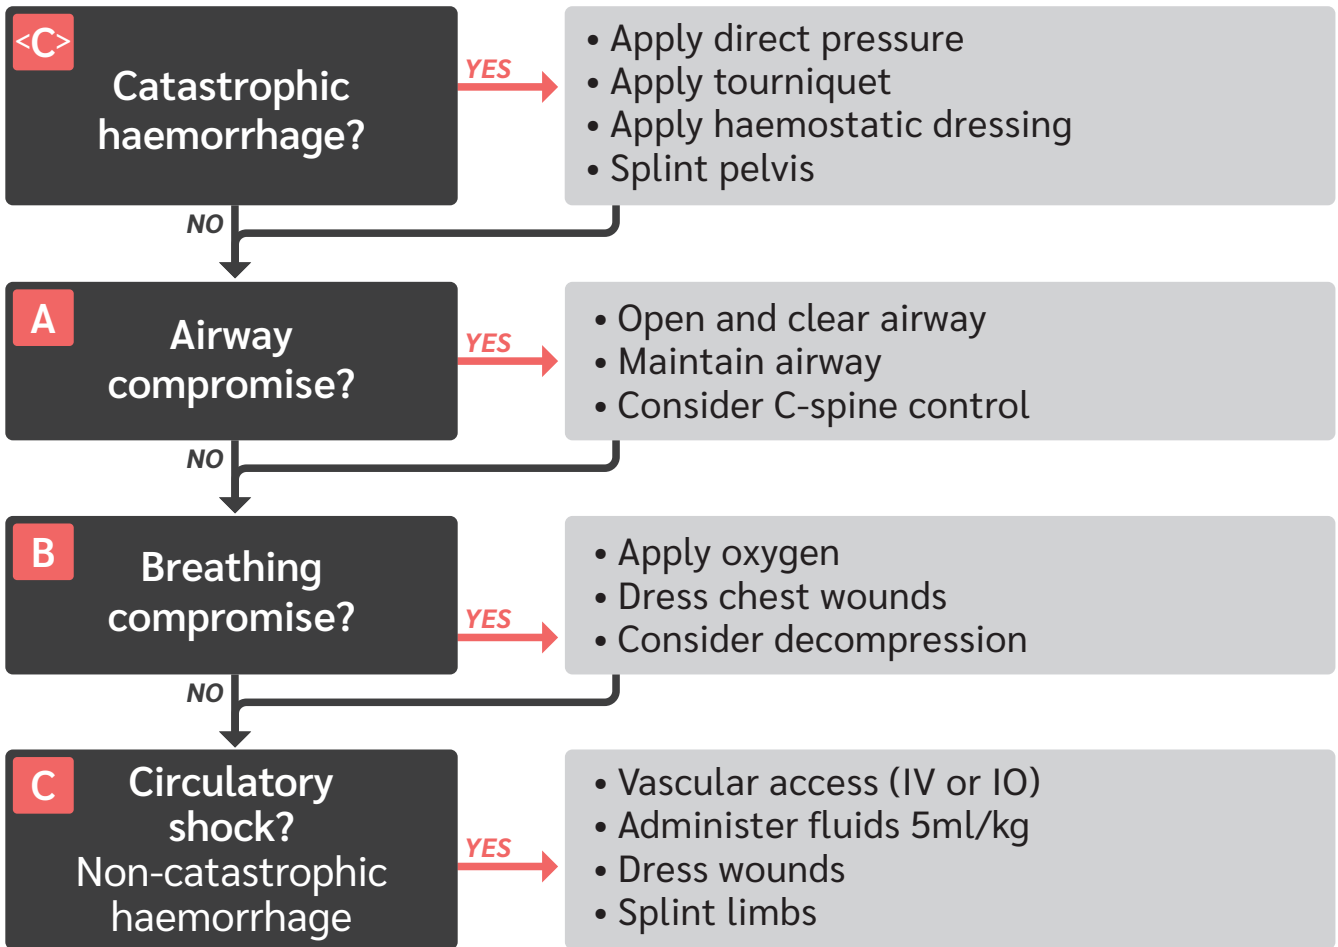 <C>
Catastrophic
haemorrhage?
YES
• Apply direct pressure
• Apply tourniquet
• Apply haemostatic dressing
• Splint pelvis
NO
A
Airway
compromise?
YES
• Open and clear airway
• Maintain airway
• Consider C-spine control
NO
B
Breathing
compromise?
YES
• Apply oxygen
• Dress chest wounds
• Consider decompression
NO
C
Circulatory
shock?
Non-catastrophic
haemorrhage
YES
• Vascular access (IV or IO)
• Administer fluids 5ml/kg
• Dress wounds
• Splint limbs